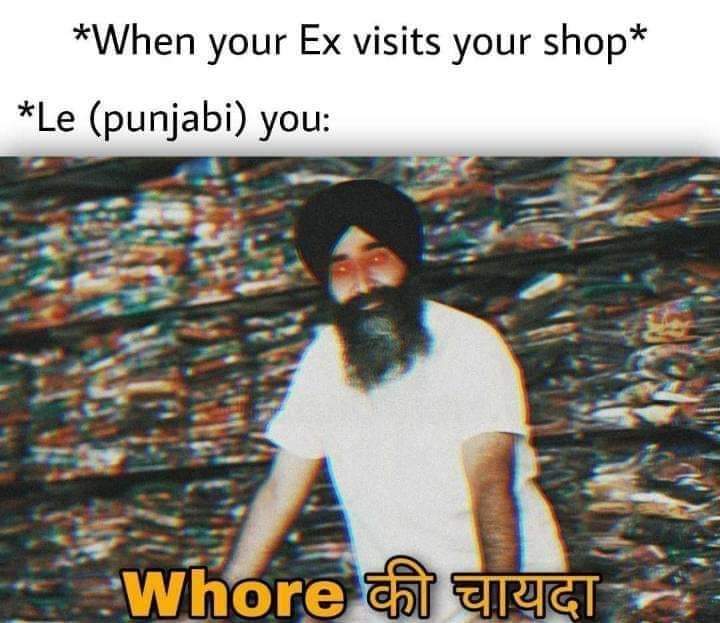 *When your Ex visits your shop*
*Le (punjabi) you:
Whore की चायदा